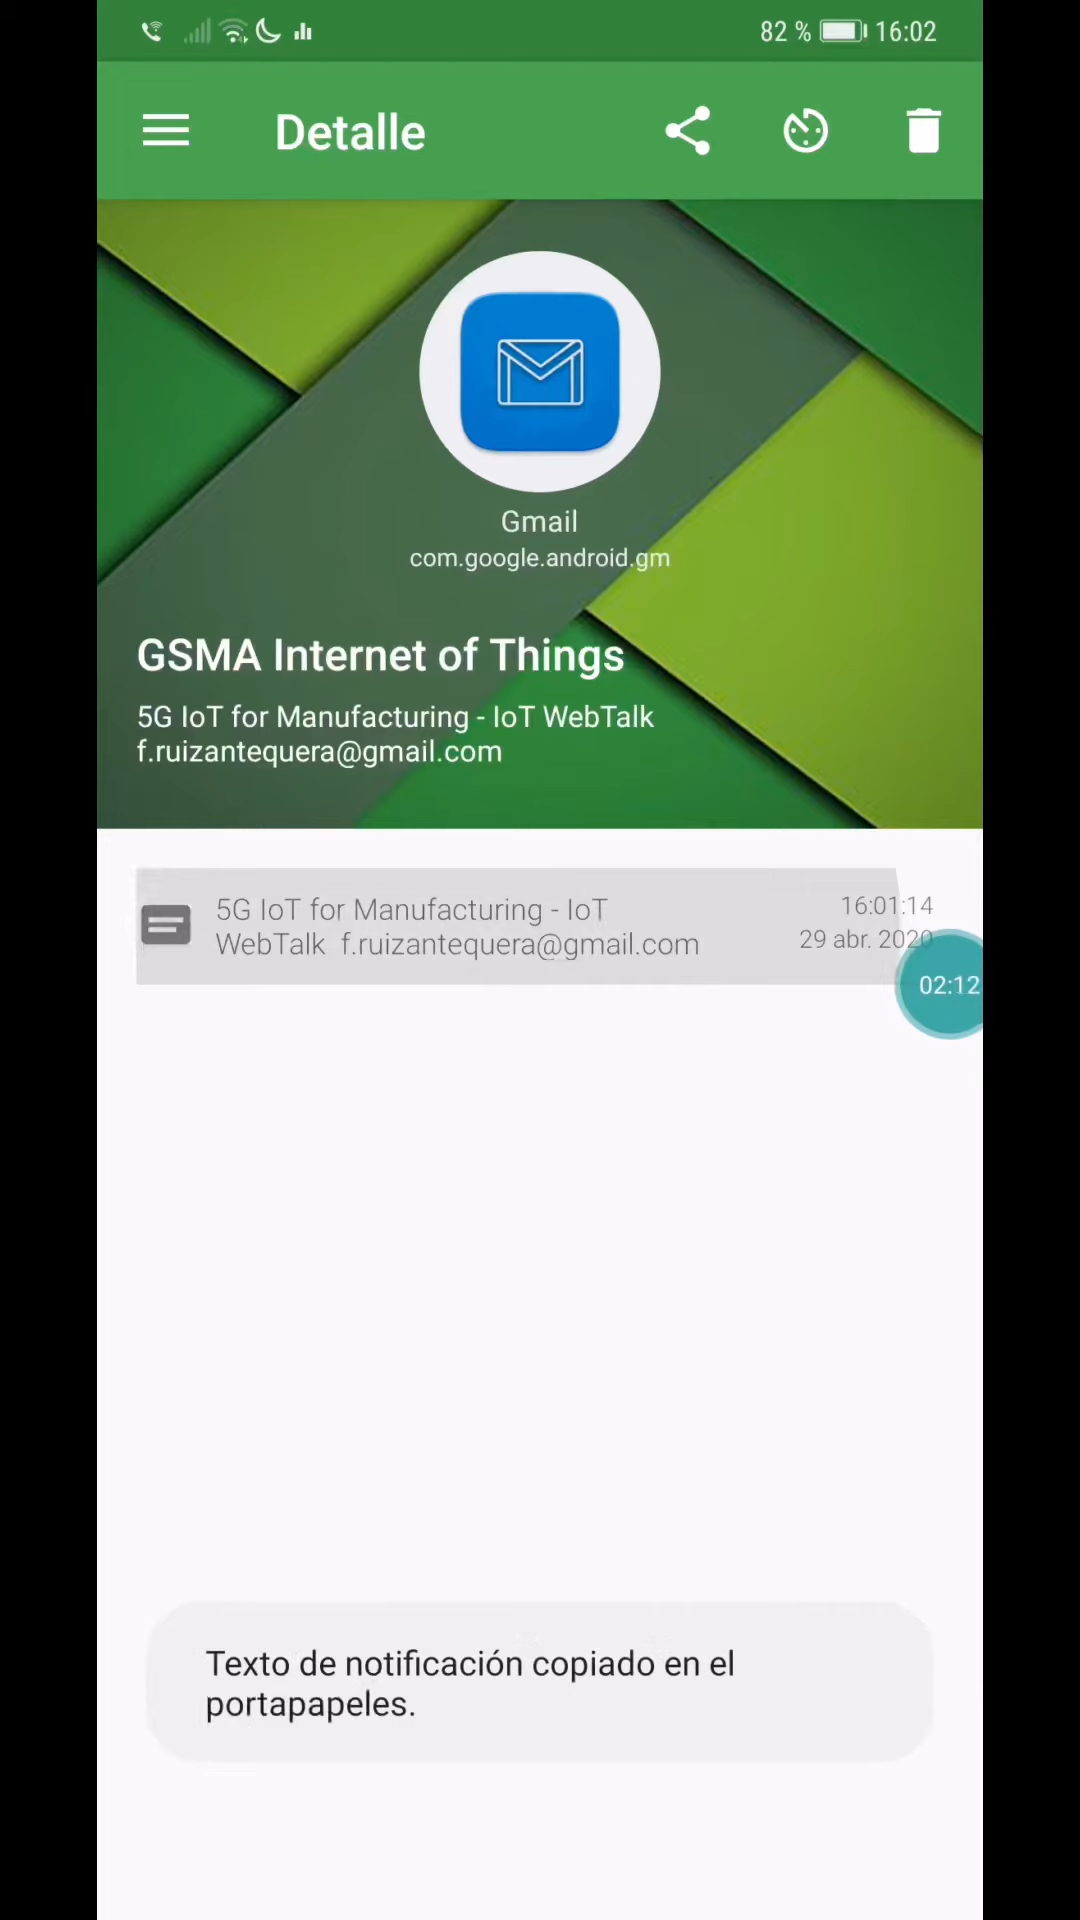 82 % 16:02
Detalle
Gmail
com.google.android.gm
GSMA Internet of Things
5G IoT for Manufacturing - IoT WebTalk
f.ruizantequera@gmail.com
5G IoT for Manufacturing - IoT
WebTalk f.ruizantequera@gmail.com
16:01:14
29 abr. 2020
02:12
Texto de notificación copiado en el
portapapeles.